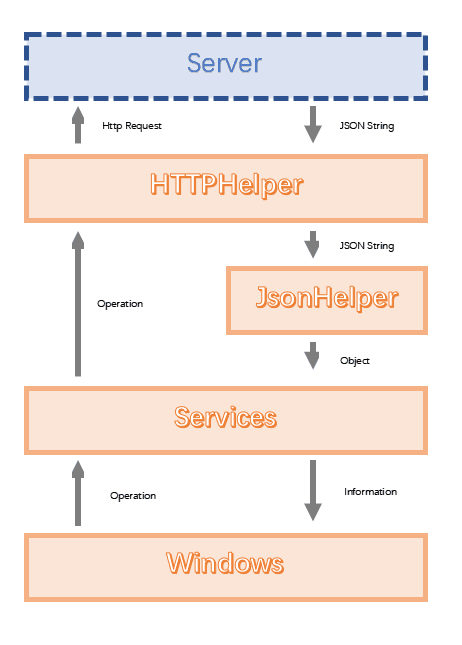 Server
Http Request
JSON String
HTTPHelper
JSON String
JsonHelper
Operation
Object
Services
Operation
Information
Windows